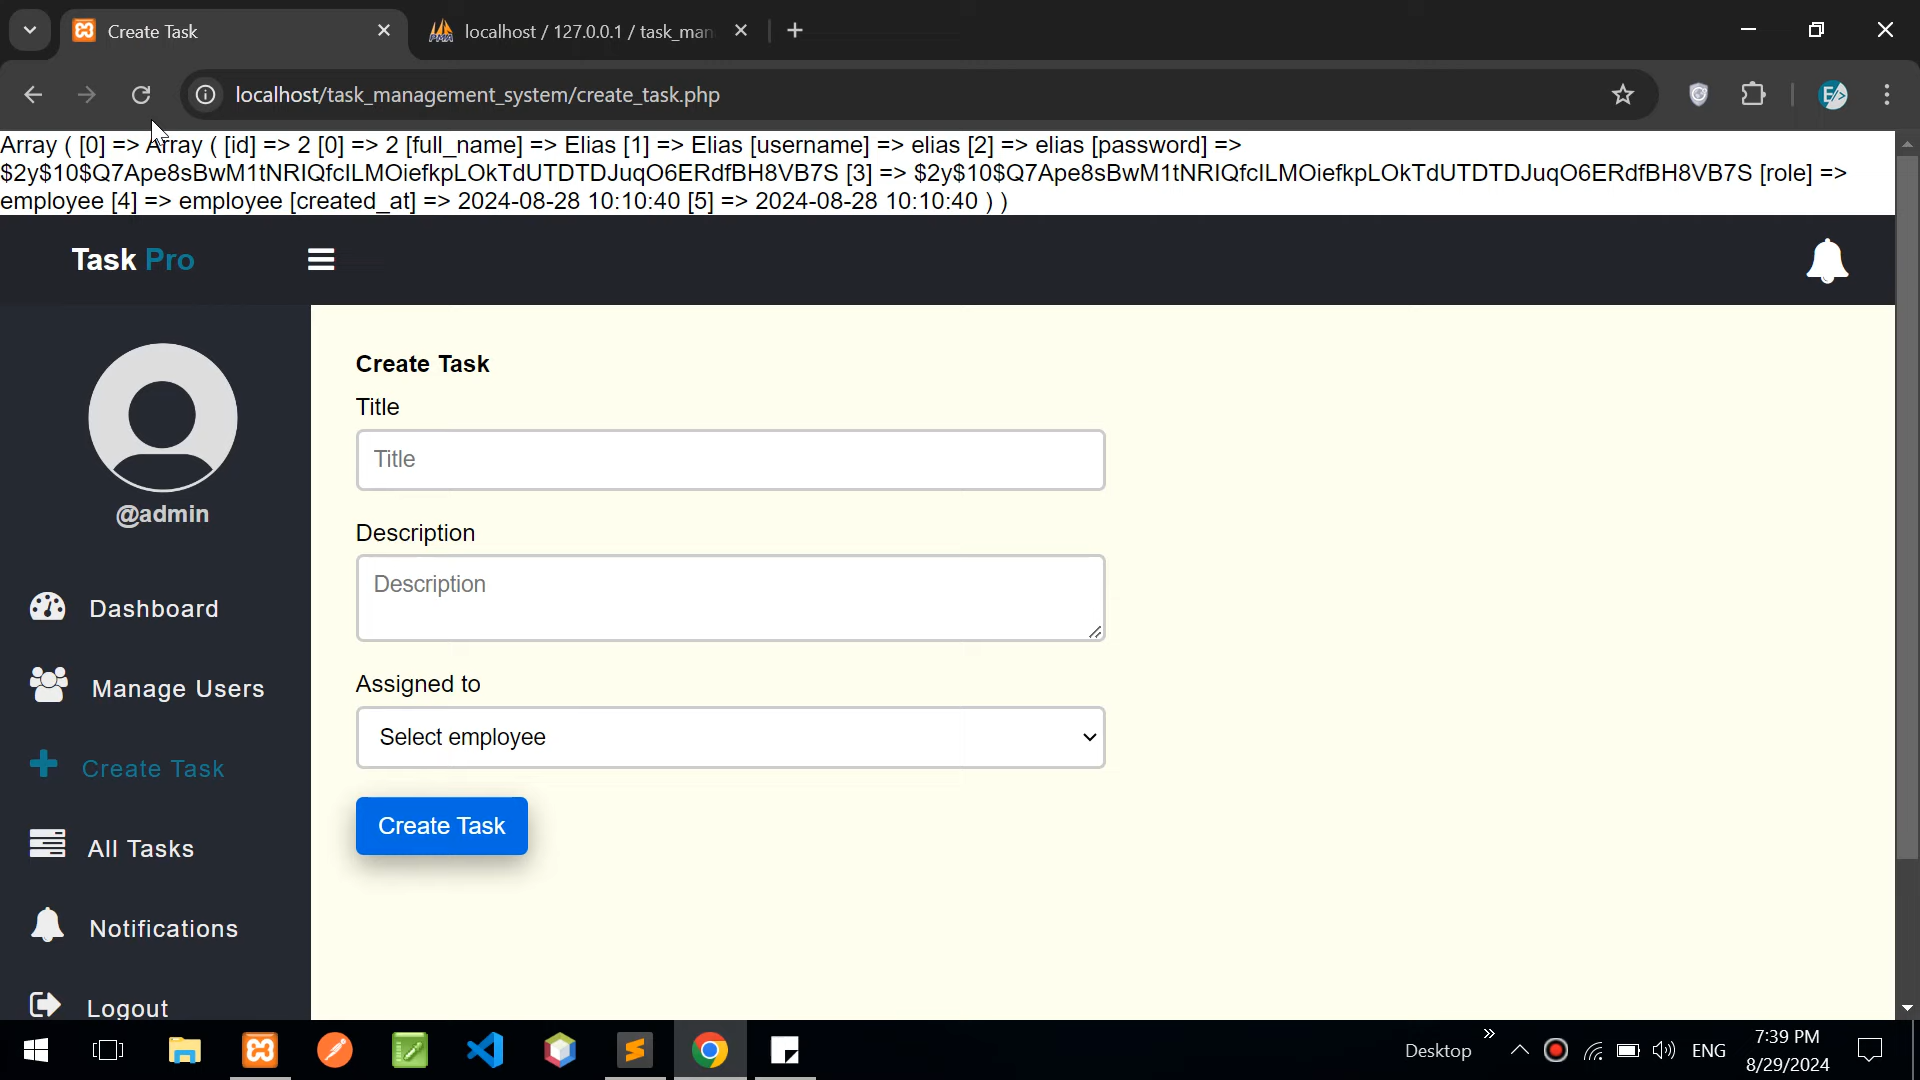 Create Task
localhost / 127.0.0.1 / task_man
localhost/task_management_system/create_task.php
E/>
Array ( [0] => Array ( [id] => 2 [0] => 2 [full_name] => Elias [1] => Elias [username] => elias [2] => elias [password] =>
$2y$10$Q7Ape8sBwM1tNRIQfcILMOiefkpLOkTdUTDTDJuqO6ERdfBH8VB7S [3] => $2y$10$Q7Ape8sBwM1tNRIQfcILMOiefkpLOkTdUTDTDJuqO6ERdfBH8VB7S [role] =>
employee [4] => employee [created_at] => 2024-08-28 10:10:40 [5] => 2024-08-28 10:10:40 ) )
Task Pro
@admin
Dashboard
Manage Users
Create Task
All Tasks
Notifications
Logout
Create Task
Title
Title
Description
Description
Assigned to
Select employee
Create Task
Desktop
ENG
7:39 PM
8/29/2024